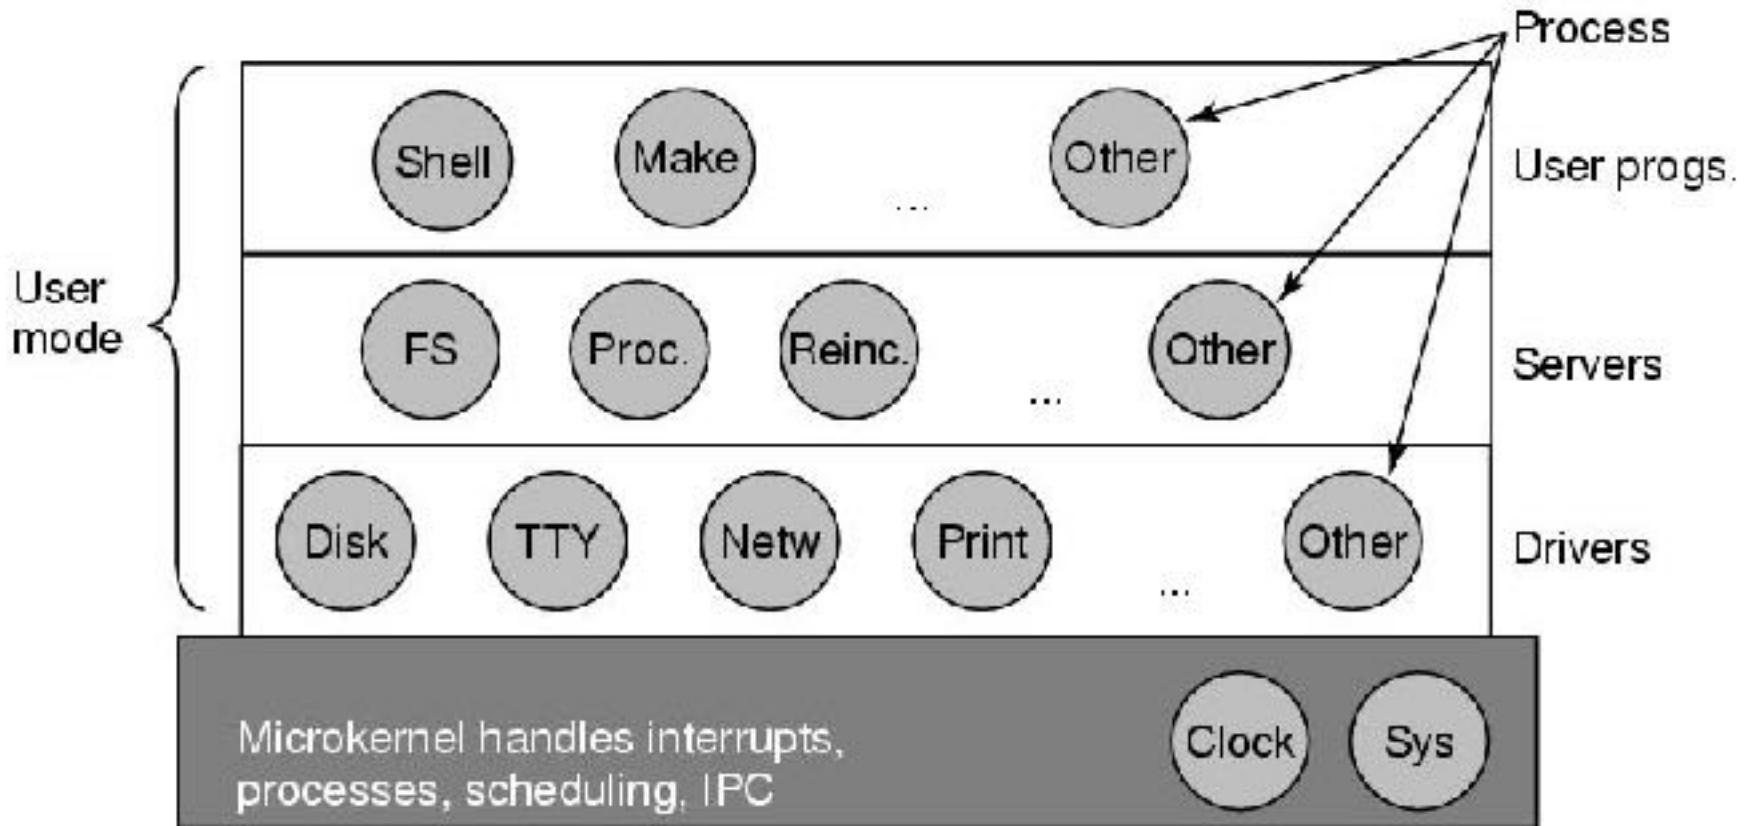 Process
Shell
Make
...
Other
User progs.
User
mode
FS
Proc.
Reinc.
...
Other
Servers
Disk
TTY
Netw
Print
...
Other
Drivers
Microkernel handles interrupts,
processes, scheduling, IPC
Clock
Sys